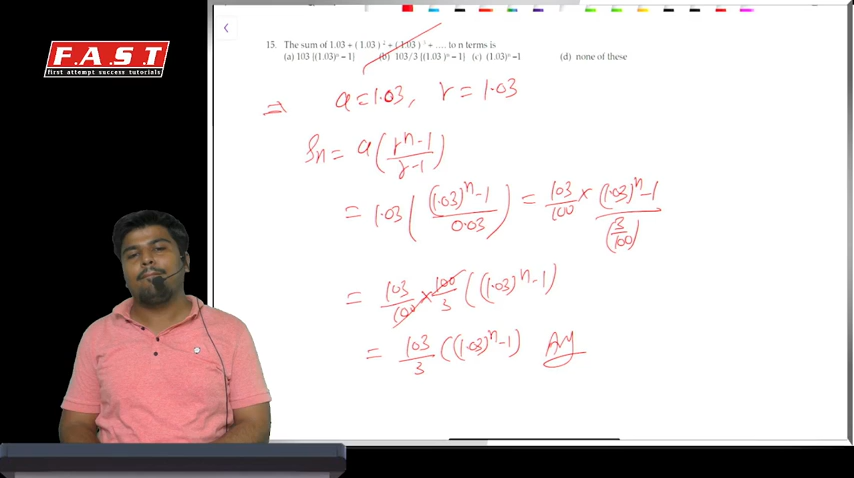 F.A.S.T
first attempt success tutorials
15. The sum of 1.03 + ( 1.03 ) ² + ( 1.03 ) ³ + …. to n terms is
(a) 103 {(1.03)ⁿ – 1} (b) 103/3 {(1.03 )ⁿ – 1} (c) (1.03)ⁿ –1 (d) none of these
⇒ a = 1.03, r = 1.03
Sn = a ( rⁿ-1 / r-1 )
= 1.03 ( (1.03)ⁿ-1 / 0.03 ) = 103/100 × (1.03)ⁿ-1 / (3/100)
= 103/100 × 100/3 ( (1.03)ⁿ - 1 )
= 103/3 ( (1.03)ⁿ - 1 ) Ans